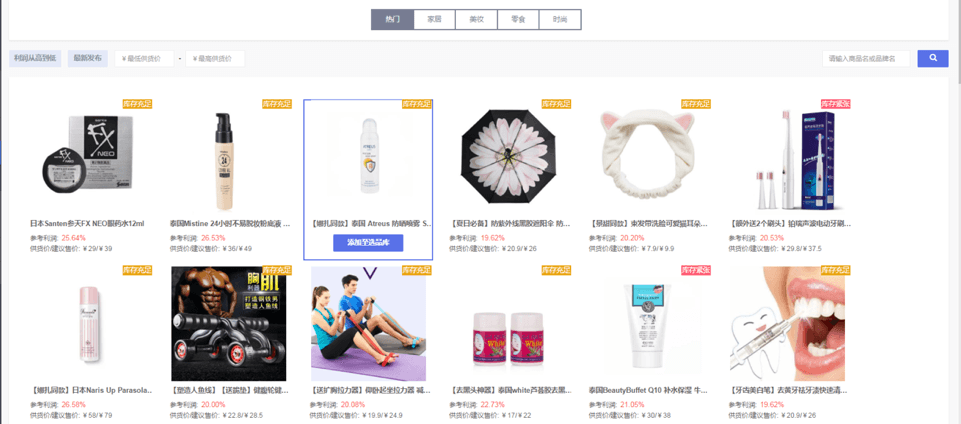 热门 家居 美妆 零食 时尚
利润从高到低 最新发布 ￥最低供货价 - ￥最高供货价 请输入商品名或品牌名
库存充足 库存充足 库存充足 库存充足 库存充足 库存紧张
FX NEO
日本Santen参天FX NEO眼药水12ml
参考利润: 25.64%
供货价/建议售价: ￥29/￥39
泰国Mistine 24小时不易脱妆粉底液 ...
参考利润: 26.53%
供货价/建议售价: ￥36/￥49
【娜扎同款】泰国 Atreus 防晒喷雾 S...
添加至选品库
【夏日必备】防紫外线黑胶遮阳伞 纺...
参考利润: 19.62%
供货价/建议售价: ￥20.9/￥26
【景甜同款】束发带洗脸可爱猫耳朵...
参考利润: 20.20%
供货价/建议售价: ￥7.9/￥9.9
【额外送2个刷头】铂瑞声波电动牙刷...
参考利润: 20.53%
供货价/建议售价: ￥29.8/￥37.5
库存充足 库存充足 库存充足 库存充足 库存紧张 库存充足
胸肌
打造钢铁男
塑造人鱼线
White
【娜扎同款】日本Naris Up Parasola...
参考利润: 26.58%
供货价/建议售价: ￥58/￥79
【塑造人鱼线】【送跪垫】健腹轮健...
参考利润: 20.00%
供货价/建议售价: ￥22.8/￥28.5
【送扩胸拉力器】仰卧起坐拉力器 减...
参考利润: 20.08%
供货价/建议售价: ￥19.9/￥24.9
【去黑头神器】泰国white芦荟胶去黑...
参考利润: 22.73%
供货价/建议售价: ￥17/￥22
泰国BeautyBuffet Q10 补水保湿 牛...
参考利润: 21.05%
供货价/建议售价: ￥30/￥38
【牙齿美白笔】去黄牙祛牙渍快速清...
参考利润: 19.62%
供货价/建议售价: ￥20.9/￥26